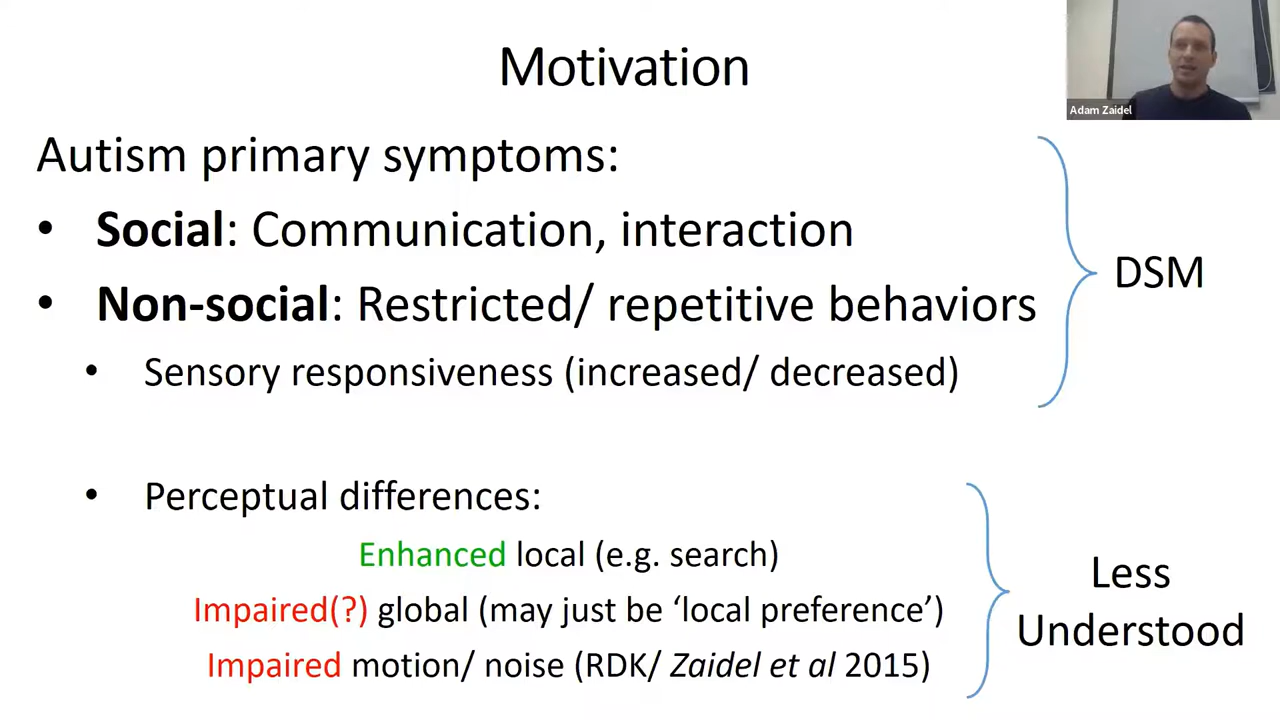 Motivation
Adam Zaidel
Autism primary symptoms:
• Social: Communication, interaction
• Non-social: Restricted/ repetitive behaviors
• Sensory responsiveness (increased/ decreased)
DSM
• Perceptual differences:
Enhanced local (e.g. search)
Impaired(?) global (may just be ‘local preference’)
Impaired motion/ noise (RDK/ Zaidel et al 2015)
Less
Understood